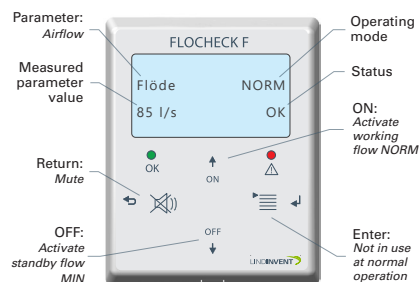 Parameter:
Airflow
Measured
parameter
value
Return:
Mute
OFF:
Activate
standby flow
MIN
FLOCHECK F
Flöde NORM
85 l/s OK
OK
ON
OFF
LINDINVENT
Operating
mode
Status
ON:
Activate
working
flow NORM
Enter:
Not in use
at normal
operation